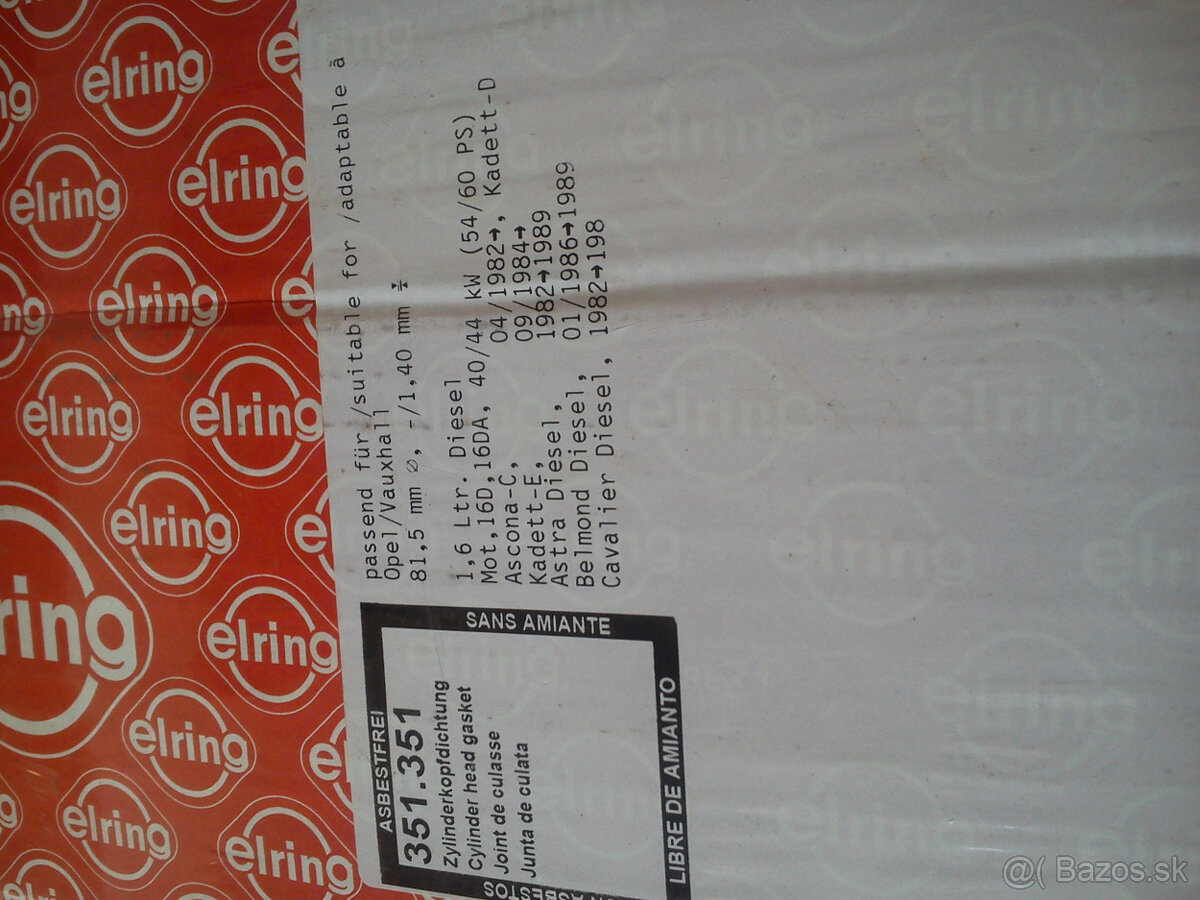 elring
passend für/suitable for/adaptable à
Opel/Vauxhall
81,5 mm ⌀, -/1,40 mm
1,6 Ltr. Diesel
Mot,16D,16DA, 40/44 kW (54/60 PS)
Ascona-C, 04/1982→, Kadett-D
Kadett-E, 09/1984→
Astra Diesel, 1982→1989
Belmond Diesel, 01/1986→1989
Cavalier Diesel, 1982→198
ASBESTFREI
SANS AMIANTE
351.351
Zylinderkopfdichtung
Cylinder head gasket
Joint de culasse
Junta de culata
LIBRE DE AMIANTO
ASBESTOS
@( Bazos.sk